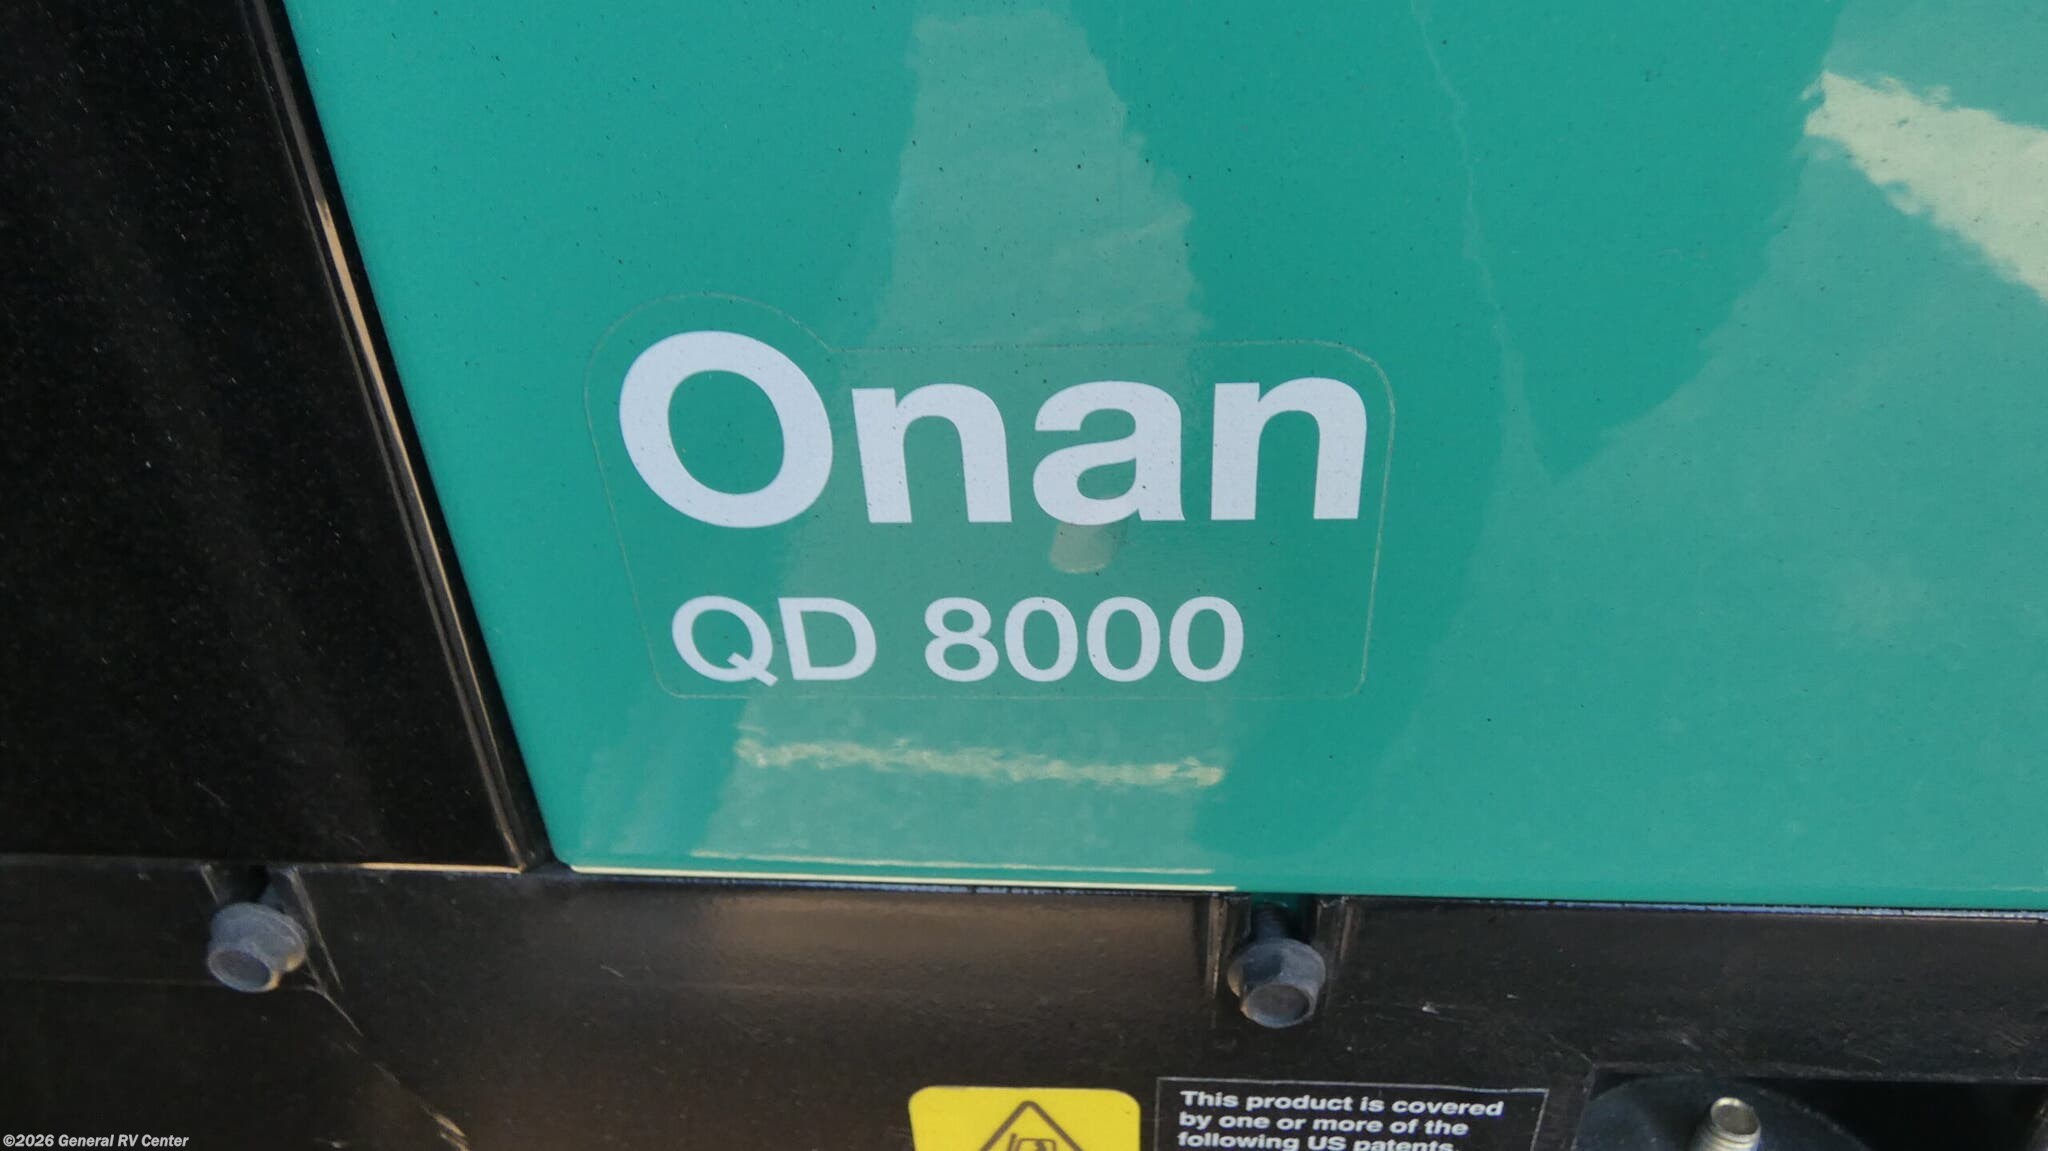 Onan
QD 8000
This product is covered
by one or more of the
following US patents.
©2026 General RV Center